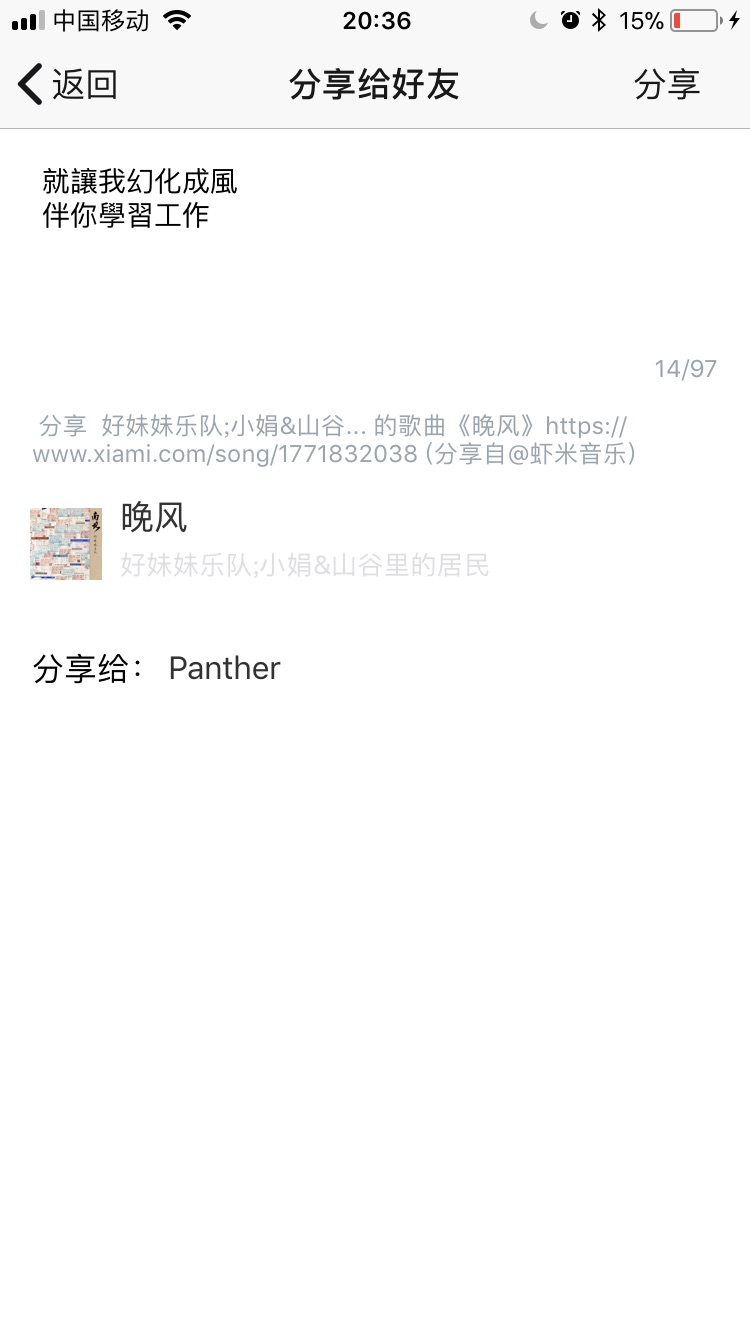 中国移动
20:36
15%
返回
分享给好友
分享
就讓我幻化成風
伴你學習工作
14/97
分享 好妹妹乐队;小娟&山谷... 的歌曲《晚风》https://
www.xiami.com/song/1771832038 (分享自@虾米音乐)
晚风
好妹妹乐队;小娟&山谷里的居民
分享给： Panther